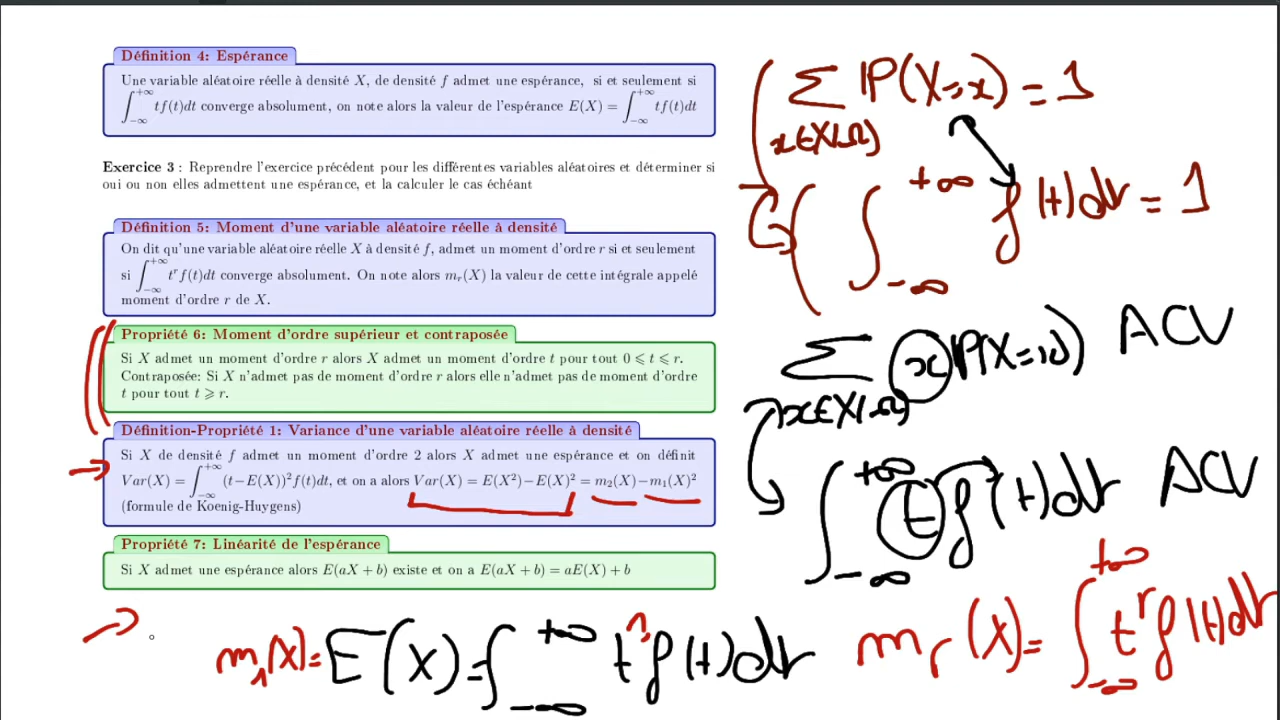 Définition 4: Espérance
Une variable aléatoire réelle à densité X, de densité f admet une espérance, si et seulement si
∫_{-∞}^{+∞} tf(t)dt converge absolument, on note alors la valeur de l'espérance E(X) = ∫_{-∞}^{+∞} tf(t)dt
Exercice 3 : Reprendre l'exercice précédent pour les différentes variables aléatoires et déterminer si
oui ou non elles admettent une espérance, et la calculer le cas échéant
Définition 5: Moment d'une variable aléatoire réelle à densité
On dit qu'une variable aléatoire réelle X à densité f, admet un moment d'ordre r si et seulement
si ∫_{-∞}^{+∞} t^r f(t)dt converge absolument. On note alors m_r(X) la valeur de cette intégrale appelé
moment d'ordre r de X.
Propriété 6: Moment d'ordre supérieur et contraposée
Si X admet un moment d'ordre r alors X admet un moment d'ordre t pour tout 0 ⩽ t ⩽ r.
Contraposée: Si X n'admet pas de moment d'ordre r alors elle n'admet pas de moment d'ordre
t pour tout t ⩾ r.
Définition-Propriété 1: Variance d'une variable aléatoire réelle à densité
Si X de densité f admet un moment d'ordre 2 alors X admet une espérance et on définit
Var(X) = ∫_{-∞}^{+∞} (t−E(X))² f(t)dt, et on a alors Var(X) = E(X²)−E(X)² = m₂(X)−m₁(X)²
(formule de Koenig-Huygens)
Propriété 7: Linéarité de l'espérance
Si X admet une espérance alors E(aX + b) existe et on a E(aX + b) = aE(X) + b
∑_{x∈X(Ω)} P(X=x) = 1
∫_{-∞}^{+∞} f(t)dt = 1
∑_{x∈X(Ω)} x P(X=x) ACV
∫_{-∞}^{+∞} t f(t)dt ACV
m₁(X) = E(X) = ∫_{-∞}^{+∞} t¹ f(t)dt
m_r(X) = ∫_{-∞}^{+∞} t^r f(t)dt